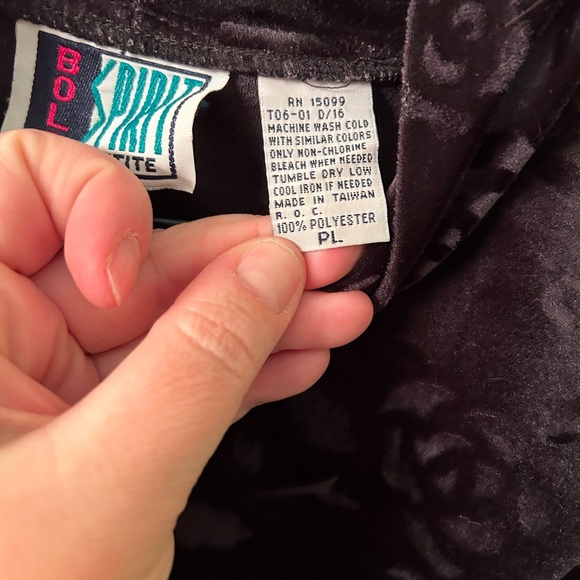 BOL
SPIRIT
TITE
RN 15099
T06-01 D/16
MACHINE WASH COLD
WITH SIMILAR COLORS
ONLY NON-CHLORINE
BLEACH WHEN NEEDED
TUMBLE DRY LOW
COOL IRON IF NEEDED
MADE IN TAIWAN
R. O. C.
100% POLYESTER
PL